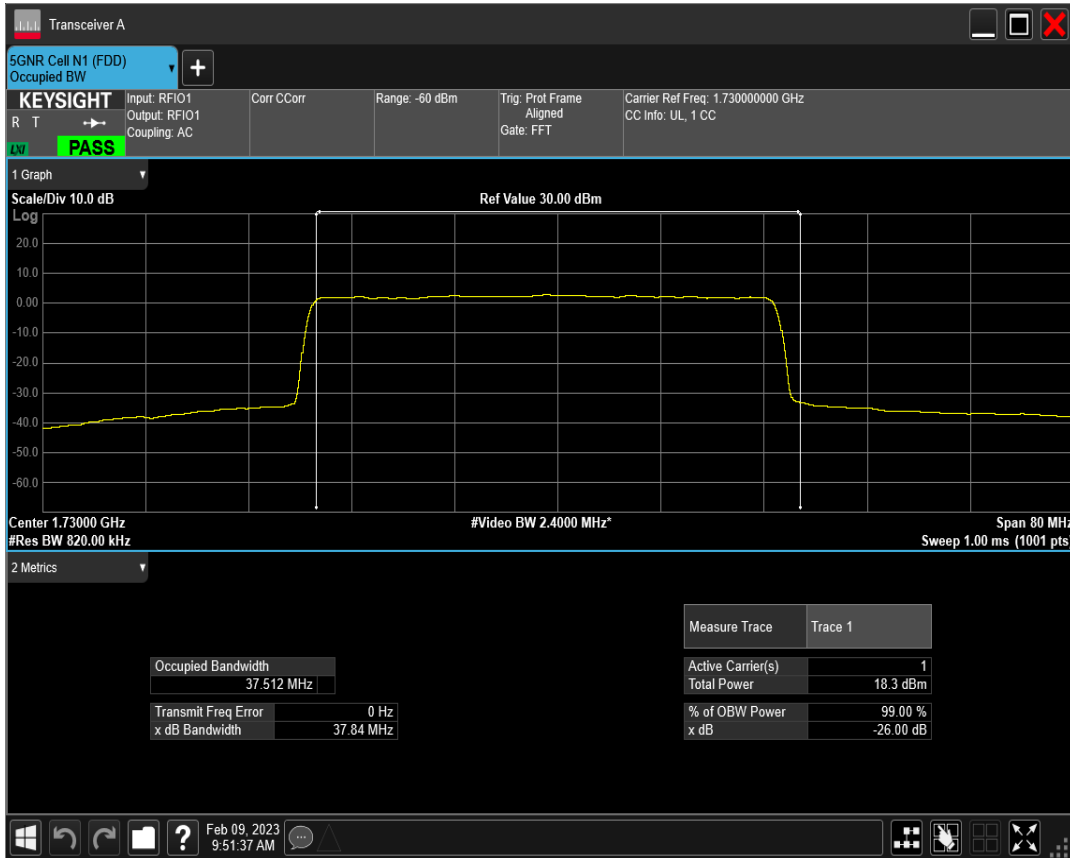 Transceiver A
5GNR Cell N1 (FDD)
Occupied BW
+
KEYSIGHT
R T
LXI
PASS
Input: RFIO1
Output: RFIO1
Coupling: AC
Corr CCorr
Range: -60 dBm
Trig: Prot Frame
Aligned
Gate: FFT
Carrier Ref Freq: 1.730000000 GHz
CC Info: UL, 1 CC
1 Graph
Scale/Div 10.0 dB
Ref Value 30.00 dBm
Log
20.0
10.0
0.00
-10.0
-20.0
-30.0
-40.0
-50.0
-60.0
Center 1.73000 GHz
#Video BW 2.4000 MHz*
Span 80 MHz
#Res BW 820.00 kHz
Sweep 1.00 ms (1001 pts)
2 Metrics
Measure Trace Trace 1
Occupied Bandwidth
37.512 MHz
Active Carrier(s) 1
Total Power 18.3 dBm
Transmit Freq Error 0 Hz
x dB Bandwidth 37.84 MHz
% of OBW Power 99.00 %
x dB -26.00 dB
?
Feb 09, 2023
9:51:37 AM